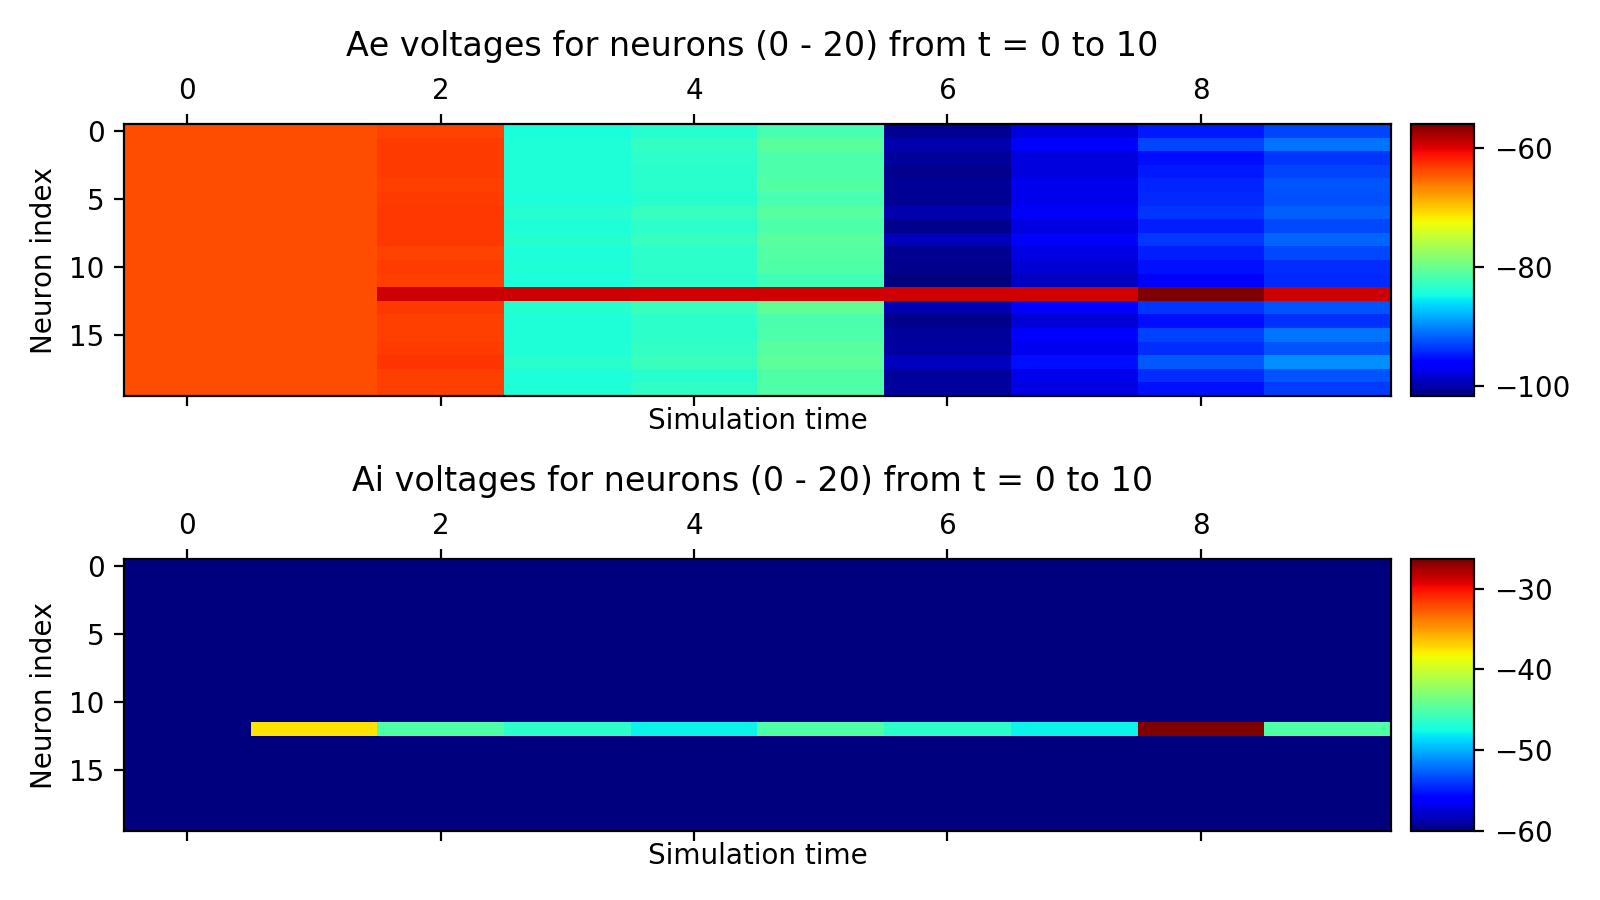 Ae voltages for neurons (0 - 20) from t = 0 to 10
0 2 4 6 8
Neuron index
0
5
10
15
−60
−80
−100
Simulation time
Ai voltages for neurons (0 - 20) from t = 0 to 10
0 2 4 6 8
Neuron index
0
5
10
15
−30
−40
−50
−60
Simulation time